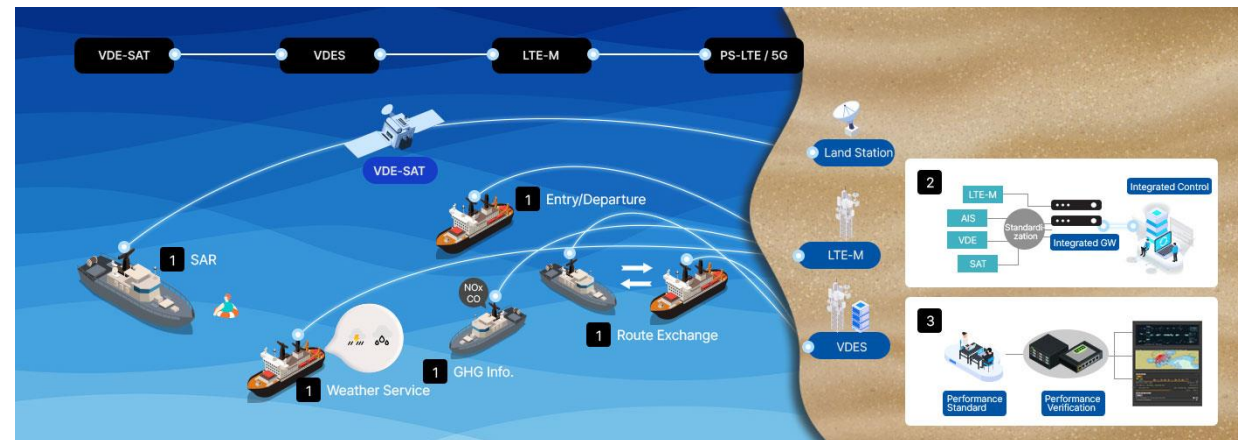 VDE-SAT
VDES
LTE-M
PS-LTE / 5G
VDE-SAT
Land Station
1 Entry/Departure
1 SAR
LTE-M
NOx
CO
1 Route Exchange
VDES
1 GHG Info.
1 Weather Service
2
LTE-M
AIS
VDE
SAT
Standardi-
zation
Integrated GW
Integrated Control
3
Performance
Standard
Performance
Verification